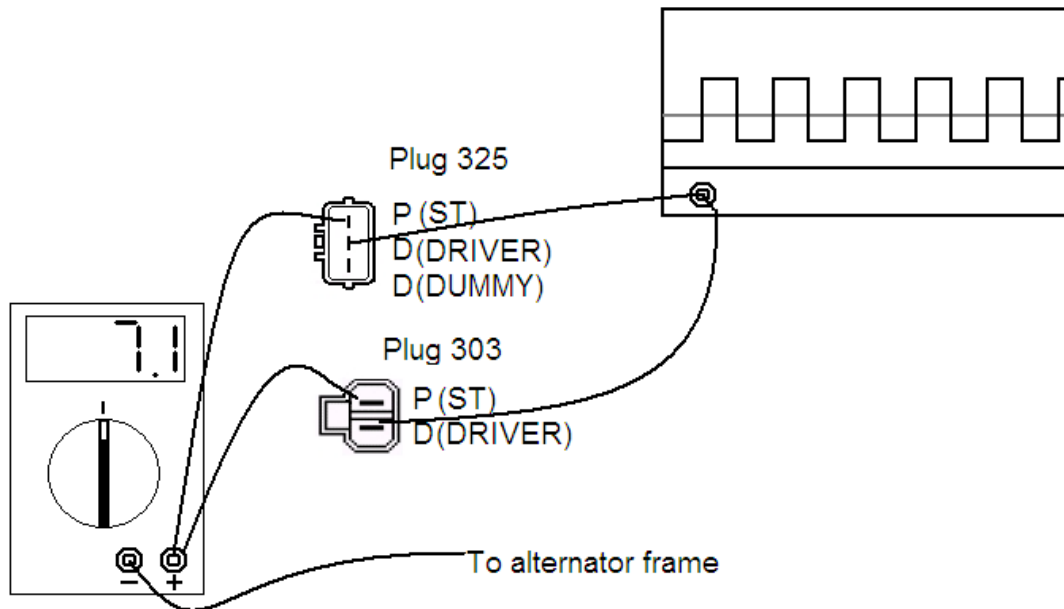 Plug 325
P (ST)
D(DRIVER)
D(DUMMY)
7.1
Plug 303
P (ST)
D(DRIVER)
− +
To alternator frame